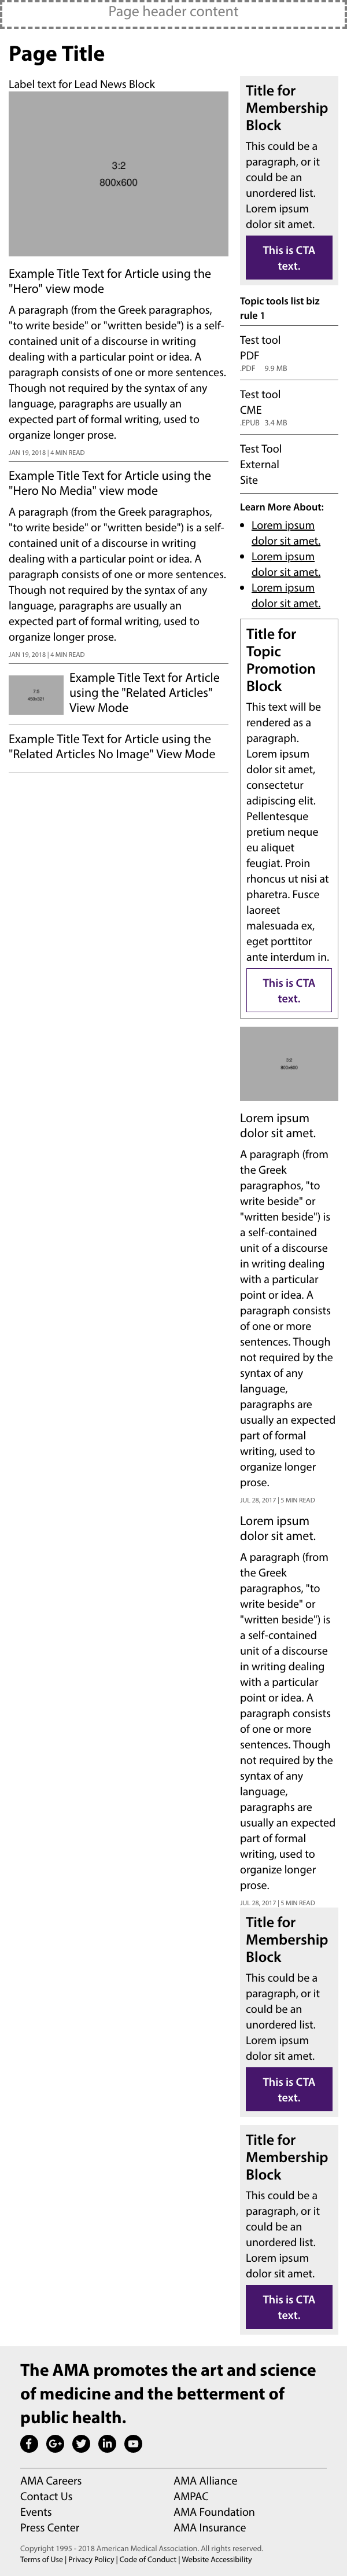 Page header content
Page Title
Label text for Lead News Block
3:2
800x600
Example Title Text for Article using the
"Hero" view mode
A paragraph (from the Greek paragraphos,
"to write beside" or "written beside") is a self-
contained unit of a discourse in writing
dealing with a particular point or idea. A
paragraph consists of one or more sentences.
Though not required by the syntax of any
language, paragraphs are usually an
expected part of formal writing, used to
organize longer prose.
JAN 19, 2018 | 4 MIN READ
Example Title Text for Article using the
"Hero No Media" view mode
A paragraph (from the Greek paragraphos,
"to write beside" or "written beside") is a self-
contained unit of a discourse in writing
dealing with a particular point or idea. A
paragraph consists of one or more sentences.
Though not required by the syntax of any
language, paragraphs are usually an
expected part of formal writing, used to
organize longer prose.
JAN 19, 2018 | 4 MIN READ
Example Title Text for Article
using the "Related Articles"
View Mode
Example Title Text for Article using the
"Related Articles No Image" View Mode
Title for
Membership
Block
This could be a
paragraph, or it
could be an
unordered list.
Lorem ipsum
dolor sit amet.
This is CTA
text.
Topic tools list biz
rule 1
Test tool
PDF
.PDF 9.9 MB
Test tool
CME
.EPUB 3.4 MB
Test Tool
External
Site
Learn More About:
• Lorem ipsum
dolor sit amet.
• Lorem ipsum
dolor sit amet.
• Lorem ipsum
dolor sit amet.
Title for
Topic
Promotion
Block
This text will be
rendered as a
paragraph.
Lorem ipsum
dolor sit amet,
consectetur
adipiscing elit.
Pellentesque
pretium neque
eu aliquet
feugiat. Proin
rhoncus ut nisi at
pharetra. Fusce
laoreet
malesuada ex,
eget porttitor
ante interdum in.
This is CTA
text.
3:2
800x600
Lorem ipsum
dolor sit amet.
A paragraph (from
the Greek
paragraphos, "to
write beside" or
"written beside") is
a self-contained
unit of a discourse
in writing dealing
with a particular
point or idea. A
paragraph consists
of one or more
sentences. Though
not required by the
syntax of any
language,
paragraphs are
usually an expected
part of formal
writing, used to
organize longer
prose.
JUL 28, 2017 | 5 MIN READ
Lorem ipsum
dolor sit amet.
A paragraph (from
the Greek
paragraphos, "to
write beside" or
"written beside") is
a self-contained
unit of a discourse
in writing dealing
with a particular
point or idea. A
paragraph consists
of one or more
sentences. Though
not required by the
syntax of any
language,
paragraphs are
usually an expected
part of formal
writing, used to
organize longer
prose.
JUL 28, 2017 | 5 MIN READ
Title for
Membership
Block
This could be a
paragraph, or it
could be an
unordered list.
Lorem ipsum
dolor sit amet.
This is CTA
text.
Title for
Membership
Block
This could be a
paragraph, or it
could be an
unordered list.
Lorem ipsum
dolor sit amet.
This is CTA
text.
The AMA promotes the art and science
of medicine and the betterment of
public health.
AMA Careers
Contact Us
Events
Press Center
AMA Alliance
AMPAC
AMA Foundation
AMA Insurance
Copyright 1995 - 2018 American Medical Association. All rights reserved.
Terms of Use | Privacy Policy | Code of Conduct | Website Accessibility